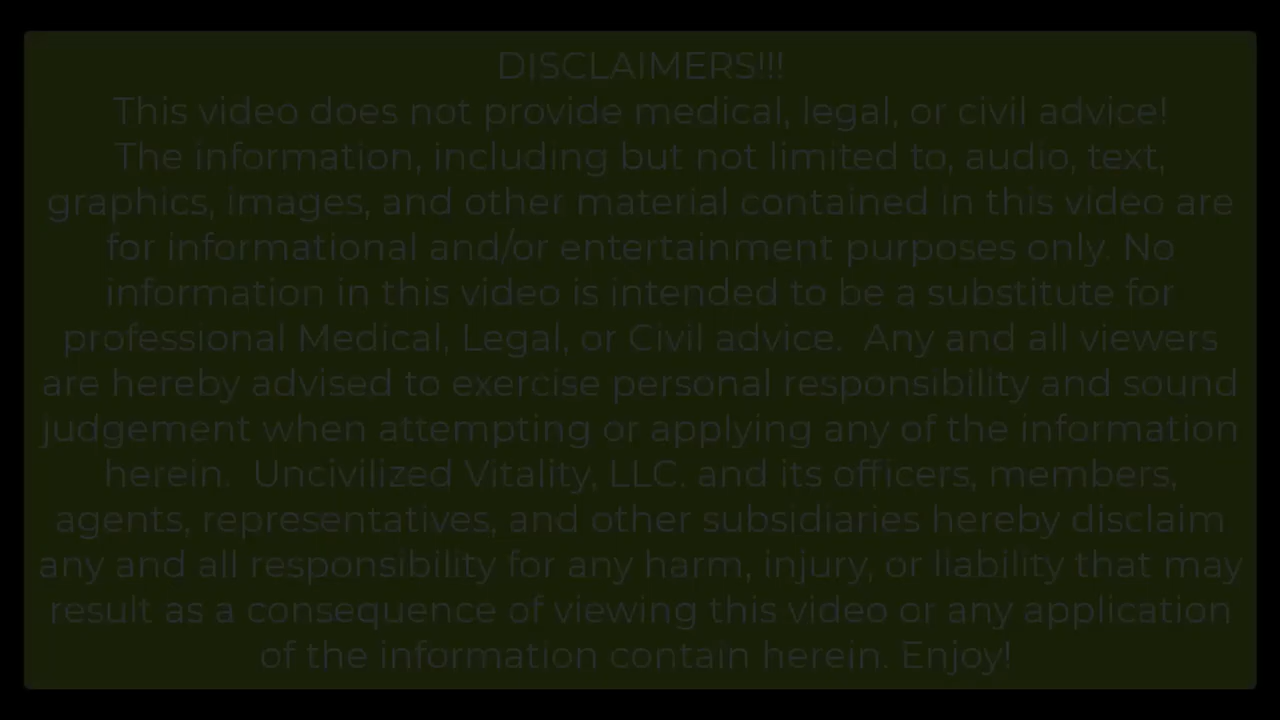 DISCLAIMERS!!!
This video does not provide medical, legal, or civil advice!
The information, including but not limited to, audio, text,
graphics, images, and other material contained in this video are
for informational and/or entertainment purposes only. No
information in this video is intended to be a substitute for
professional Medical, Legal, or Civil advice.  Any and all viewers
are hereby advised to exercise personal responsibility and sound
judgement when attempting or applying any of the information
herein.  Uncivilized Vitality, LLC. and its officers, members,
agents, representatives, and other subsidiaries hereby disclaim
any and all responsibility for any harm, injury, or liability that may
result as a consequence of viewing this video or any application
of the information contain herein. Enjoy!